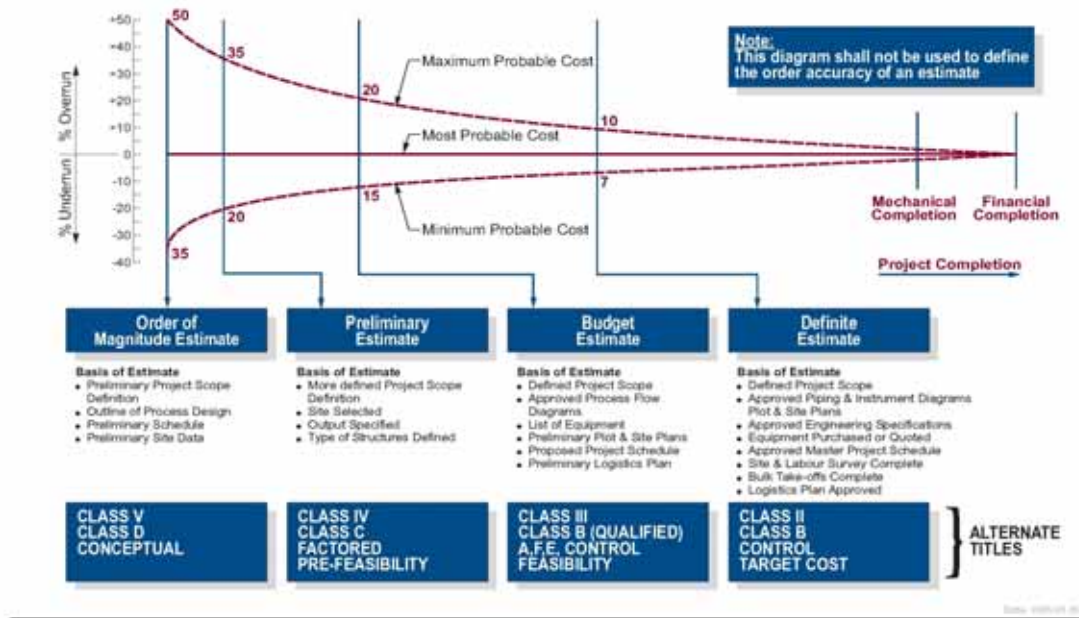 +50
+40
+30
+20
+10
0
-10
-20
-30
-40
% Overrun
% Underrun
50
35
20
10
35
20
15
7
Maximum Probable Cost
Most Probable Cost
Minimum Probable Cost
Note:
This diagram shall not be used to define
the order accuracy of an estimate
Mechanical
Completion
Financial
Completion
Project Completion
Order of
Magnitude Estimate
Basis of Estimate
• Preliminary Project Scope
Definition
• Outline of Process Design
• Preliminary Schedule
• Preliminary Site Data
CLASS V
CLASS D
CONCEPTUAL
Preliminary
Estimate
Basis of Estimate
• More defined Project Scope
Definition
• Site Selected
• Output Specified
• Type of Structures Defined
CLASS IV
CLASS C
FACTORED
PRE-FEASIBILITY
Budget
Estimate
Basis of Estimate
• Defined Project Scope
• Approved Process Flow
Diagrams
• List of Equipment
• Preliminary Plot & Site Plans
• Proposed Project Schedule
• Preliminary Logistics Plan
CLASS III
CLASS B (QUALIFIED)
A.F.E. CONTROL
FEASIBILITY
Definite
Estimate
Basis of Estimate
• Defined Project Scope
• Approved Piping & Instrument Diagrams
Plot & Site Plans
• Approved Engineering Specifications
• Equipment Purchased or Quoted
• Approved Master Project Schedule
• Site & Labour Survey Complete
• Bulk Take-offs Complete
• Logistics Plan Approved
CLASS II
CLASS B
CONTROL
TARGET COST
ALTERNATE
TITLES